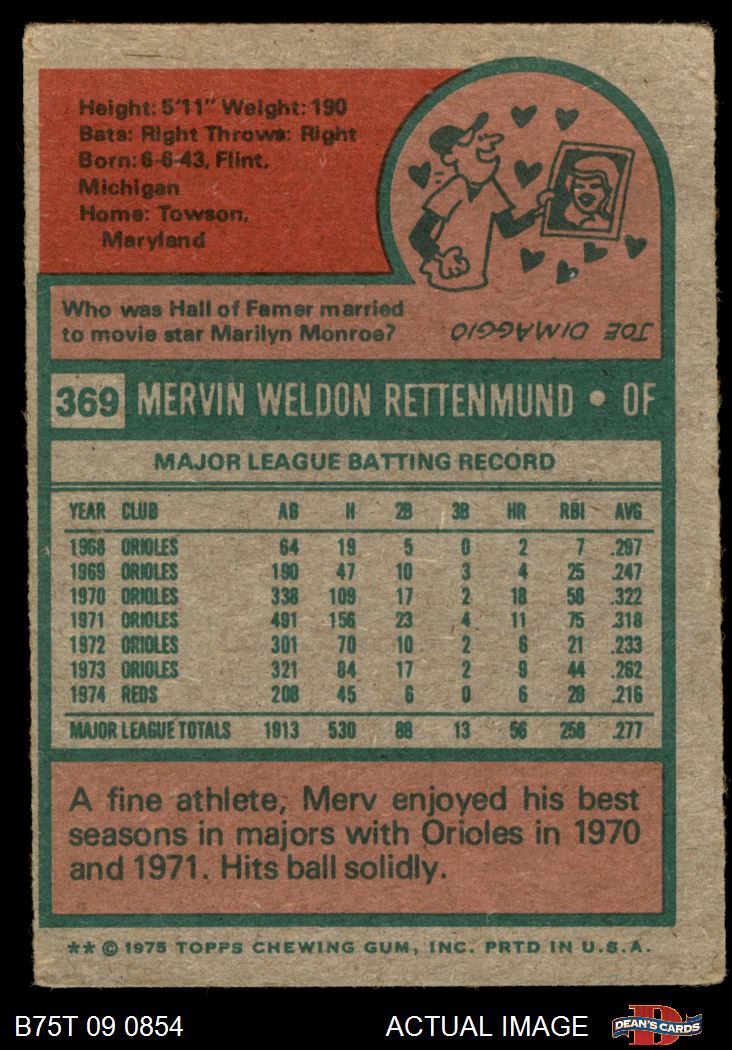 Height: 5'11" Weight: 190
Bats: Right Throws: Right
Born: 6-6-43, Flint,
Michigan
Home: Towson,
Maryland
Who was Hall of Famer married
to movie star Marilyn Monroe?
JOE DIMAGGIO
369 MERVIN WELDON RETTENMUND • OF
MAJOR LEAGUE BATTING RECORD
YEAR CLUB AB H 2B 3B HR RBI AVG
1968 ORIOLES 64 19 5 0 2 7 .297
1969 ORIOLES 190 47 10 3 4 25 .247
1970 ORIOLES 338 109 17 2 18 58 .322
1971 ORIOLES 491 156 23 4 11 75 .318
1972 ORIOLES 301 70 10 2 6 21 .233
1973 ORIOLES 321 84 17 2 9 44 .262
1974 REDS 208 45 6 0 6 28 .216
MAJOR LEAGUE TOTALS 1913 530 88 13 56 258 .277
A fine athlete, Merv enjoyed his best
seasons in majors with Orioles in 1970
and 1971. Hits ball solidly.
** © 1975 TOPPS CHEWING GUM, INC. PRTD IN U.S.A.
B75T 09 0854 ACTUAL IMAGE DEAN'S CARDS